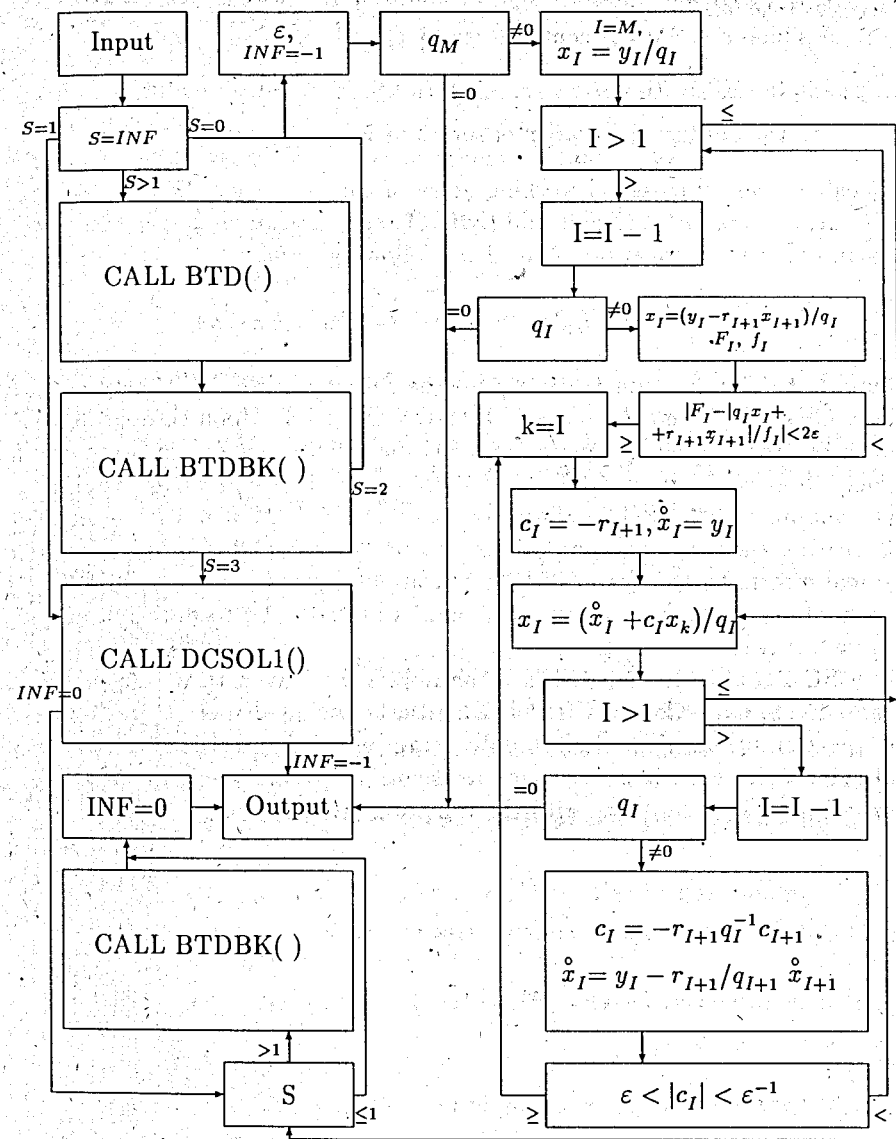 Input
ε,
INF=−1
q_M
≠0
I=M,
x_I = y_I/q_I
=0
S=1
S=INF
S=0
S>1
I > 1
≤
>
CALL BTD( )
I=I − 1
=0
q_I
≠0
x_I=(y_I−r_{I+1}x_{I+1})/q_I
F_I, f_I
CALL BTDBK( )
S=2
k=I
≥
|F_I−|q_Ix_I+
+r_{I+1}x_{I+1}|/f_I|<2ε
<
c_I = −r_{I+1}, x̊_I= y_I
S=3
CALL DCSOL1()
x_I = (x̊_I +c_Ix_k)/q_I
INF=0
I >1
≤
>
INF=−1
INF=0
Output
=0
q_I
I=I −1
≠0
CALL BTDBK( )
c_I = −r_{I+1}q_I^{−1}c_{I+1}
x̊_I= y_I − r_{I+1}/q_{I+1} x̊_{I+1}
>1
S
≤1
≥
ε < |c_I| < ε^{−1}
<